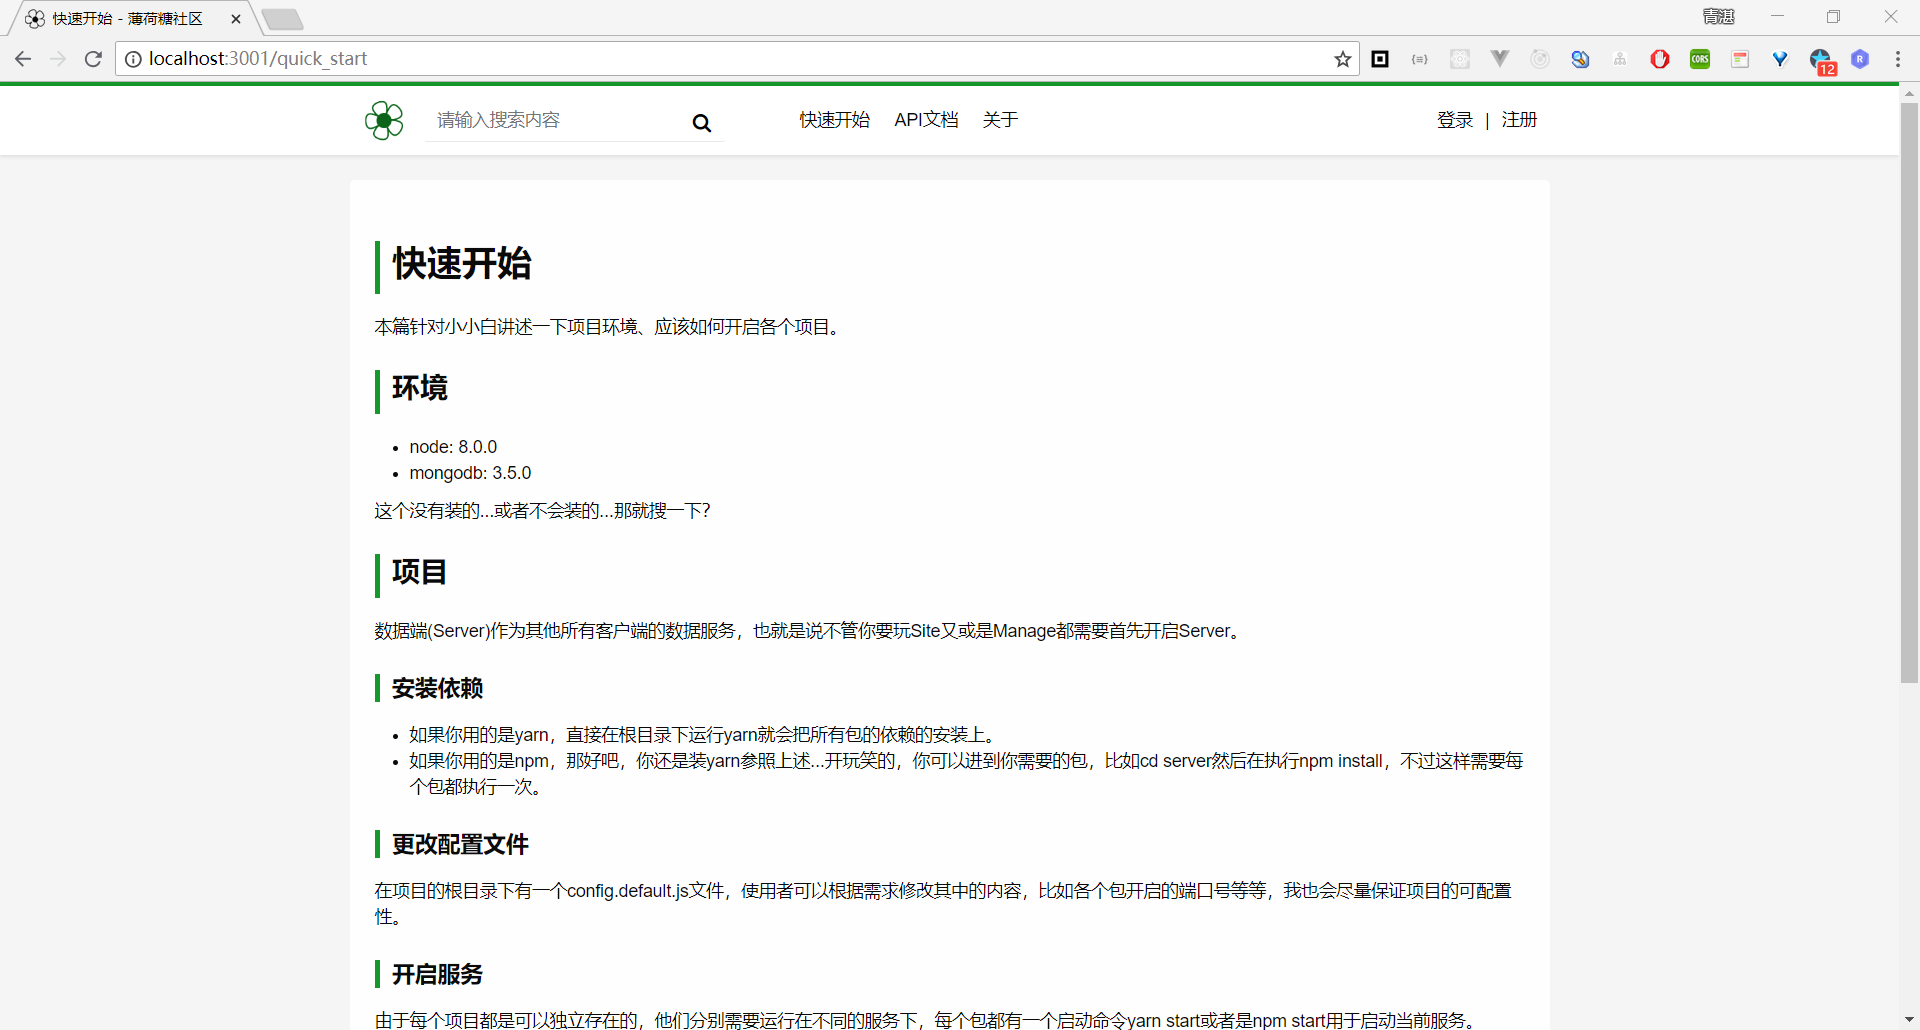 快速开始 - 薄荷糖社区
青湛
localhost:3001/quick_start
CORS
12
R
请输入搜索内容
快速开始 API文档 关于
登录 | 注册
快速开始
本篇针对小小白讲述一下项目环境、应该如何开启各个项目。
环境
node: 8.0.0
mongodb: 3.5.0
这个没有装的...或者不会装的...那就搜一下?
项目
数据端(Server)作为其他所有客户端的数据服务，也就是说不管你要玩Site又或是Manage都需要首先开启Server。
安装依赖
如果你用的是yarn，直接在根目录下运行yarn就会把所有包的依赖的安装上。
如果你用的是npm，那好吧，你还是装yarn参照上述...开玩笑的，你可以进到你需要的包，比如cd server然后在执行npm install，不过这样需要每
个包都执行一次。
更改配置文件
在项目的根目录下有一个config.default.js文件，使用者可以根据需求修改其中的内容，比如各个包开启的端口号等等，我也会尽量保证项目的可配置
性。
开启服务
由于每个项目都是可以独立存在的，他们分别需要运行在不同的服务下，每个包都有一个启动命令yarn start或者是npm start用于启动当前服务。